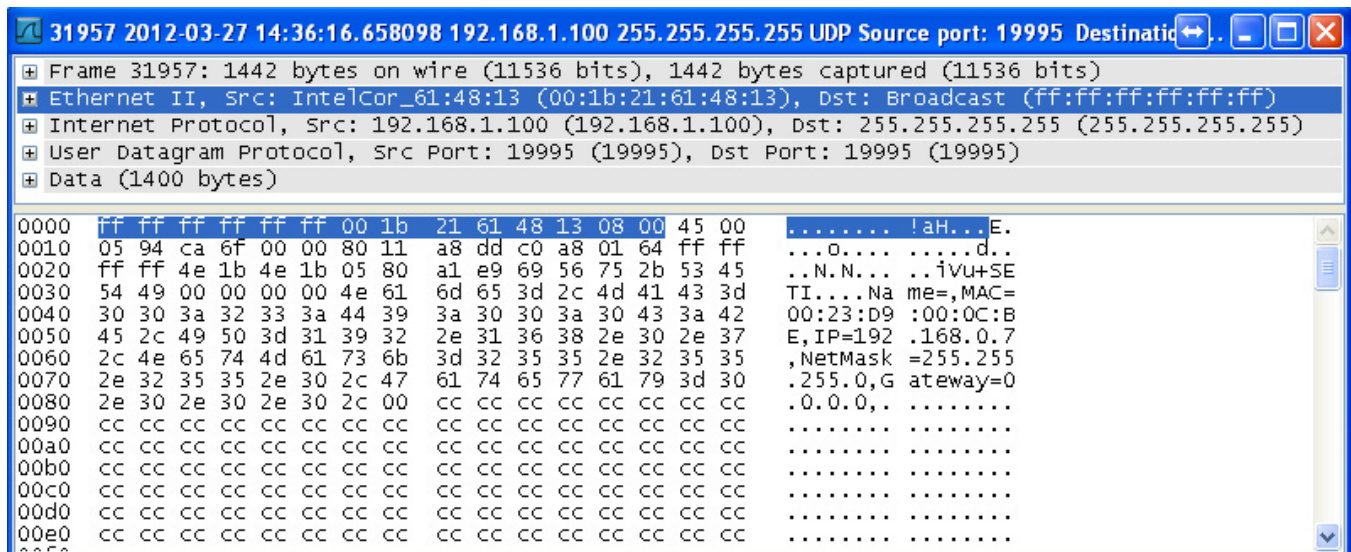 31957 2012-03-27 14:36:16.658098 192.168.1.100 255.255.255.255 UDP Source port: 19995 Destinatic..
Frame 31957: 1442 bytes on wire (11536 bits), 1442 bytes captured (11536 bits)
Ethernet II, Src: IntelCor_61:48:13 (00:1b:21:61:48:13), Dst: Broadcast (ff:ff:ff:ff:ff:ff)
Internet Protocol, Src: 192.168.1.100 (192.168.1.100), Dst: 255.255.255.255 (255.255.255.255)
User Datagram Protocol, Src Port: 19995 (19995), Dst Port: 19995 (19995)
Data (1400 bytes)
0000 ff ff ff ff ff ff 00 1b 21 61 48 13 08 00 45 00 ........ !aH...E.
0010 05 94 ca 6f 00 00 80 11 a8 dd c0 a8 01 64 ff ff ...o.... .....d..
0020 ff ff 4e 1b 4e 1b 05 80 a1 e9 69 56 75 2b 53 45 ..N.N... ..iVu+SE
0030 54 49 00 00 00 00 4e 61 6d 65 3d 2c 4d 41 43 3d TI....Na me=,MAC=
0040 30 30 3a 32 33 3a 44 39 3a 30 30 3a 30 43 3a 42 00:23:D9 :00:0C:B
0050 45 2c 49 50 3d 31 39 32 2e 31 36 38 2e 30 2e 37 E,IP=192 .168.0.7
0060 2c 4e 65 74 4d 61 73 6b 3d 32 35 35 2e 32 35 35 ,NetMask =255.255
0070 2e 32 35 35 2e 30 2c 47 61 74 65 77 61 79 3d 30 .255.0,G ateway=0
0080 2e 30 2e 30 2e 30 2c 00 cc cc cc cc cc cc cc cc .0.0.0,. ........
0090 cc cc cc cc cc cc cc cc cc cc cc cc cc cc cc cc ........ ........
00a0 cc cc cc cc cc cc cc cc cc cc cc cc cc cc cc cc ........ ........
00b0 cc cc cc cc cc cc cc cc cc cc cc cc cc cc cc cc ........ ........
00c0 cc cc cc cc cc cc cc cc cc cc cc cc cc cc cc cc ........ ........
00d0 cc cc cc cc cc cc cc cc cc cc cc cc cc cc cc cc ........ ........
00e0 cc cc cc cc cc cc cc cc cc cc cc cc cc cc cc cc ........ ........